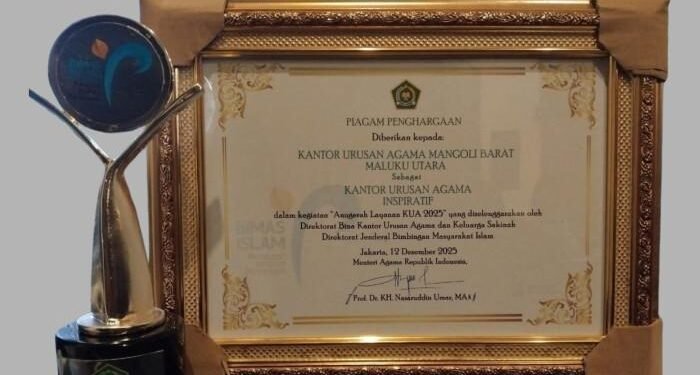 PIAGAM PENGHARGAAN
Diberikan kepada:
KANTOR URUSAN AGAMA MANGOLI BARAT
MALUKU UTARA
Sebagai
KANTOR URUSAN AGAMA
INSPIRATIF
dalam kegiatan "Anugerah Layanan KUA 2025" yang diselenggarakan oleh
Direktorat Bina Kantor Urusan Agama dan Keluarga Sakinah
Direktorat Jenderal Bimbingan Masyarakat Islam
Jakarta, 12 Desember 2025
Menteri Agama Republik Indonesia,
Prof. Dr. KH. Nasaruddin Umar, MA
BIMAS
ISLAM